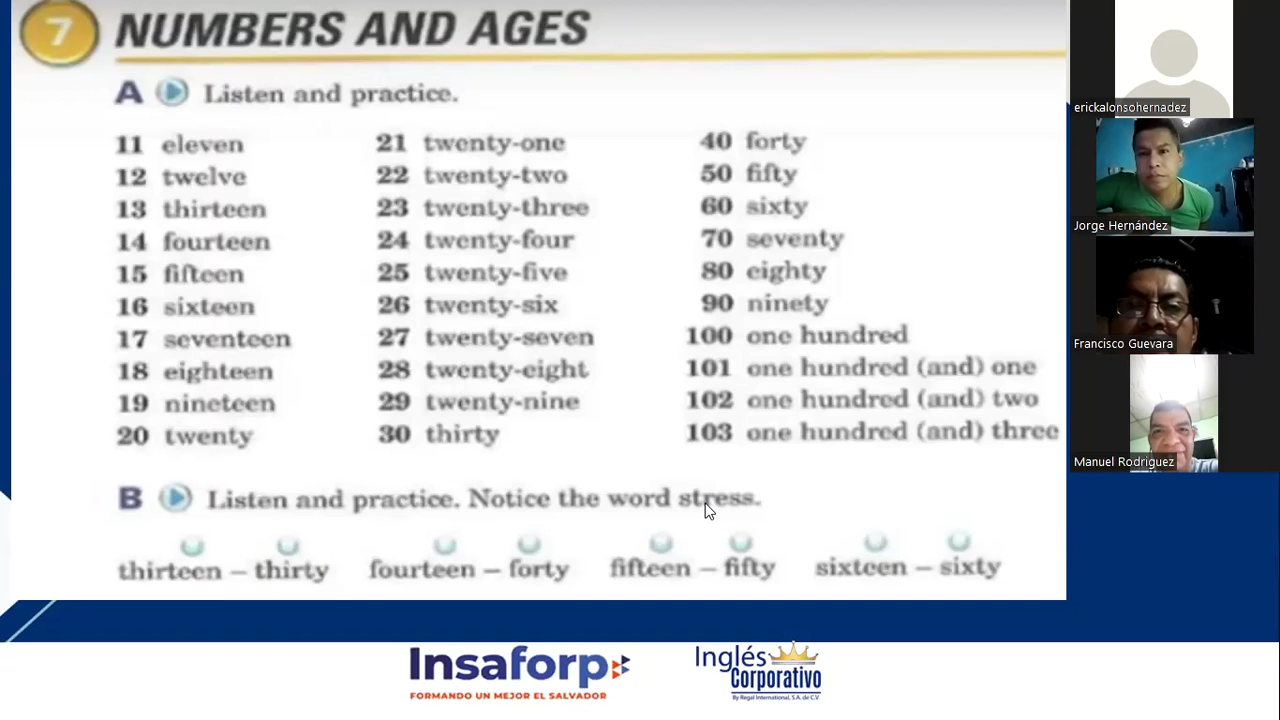 7 NUMBERS AND AGES
A Listen and practice.
11 eleven
12 twelve
13 thirteen
14 fourteen
15 fifteen
16 sixteen
17 seventeen
18 eighteen
19 nineteen
20 twenty
21 twenty-one
22 twenty-two
23 twenty-three
24 twenty-four
25 twenty-five
26 twenty-six
27 twenty-seven
28 twenty-eight
29 twenty-nine
30 thirty
40 forty
50 fifty
60 sixty
70 seventy
80 eighty
90 ninety
100 one hundred
101 one hundred (and) one
102 one hundred (and) two
103 one hundred (and) three
B Listen and practice. Notice the word stress.
thirteen – thirty fourteen – forty fifteen – fifty sixteen – sixty
erickalonsohernadez
Jorge Hernández
Francisco Guevara
Manuel Rodriguez
Insaforp
FORMANDO UN MEJOR EL SALVADOR
Inglés
Corporativo
By Regal International, S.A. de C.V.